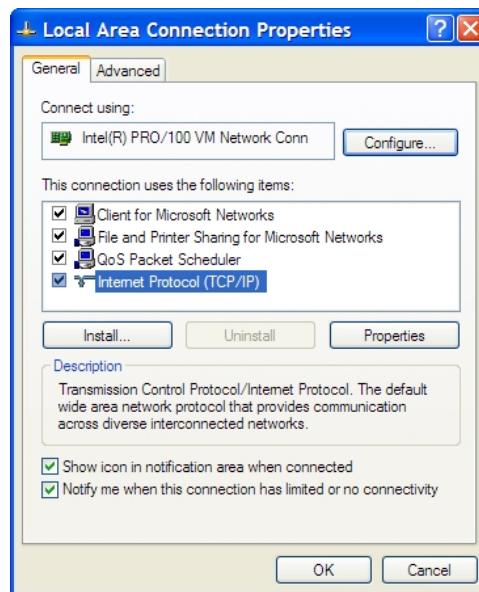 Local Area Connection Properties
General Advanced
Connect using:
Intel(R) PRO/100 VM Network Conn Configure...
This connection uses the following items:
Client for Microsoft Networks
File and Printer Sharing for Microsoft Networks
QoS Packet Scheduler
Internet Protocol (TCP/IP)
Install... Uninstall Properties
Description
Transmission Control Protocol/Internet Protocol. The default
wide area network protocol that provides communication
across diverse interconnected networks.
Show icon in notification area when connected
Notify me when this connection has limited or no connectivity
OK Cancel